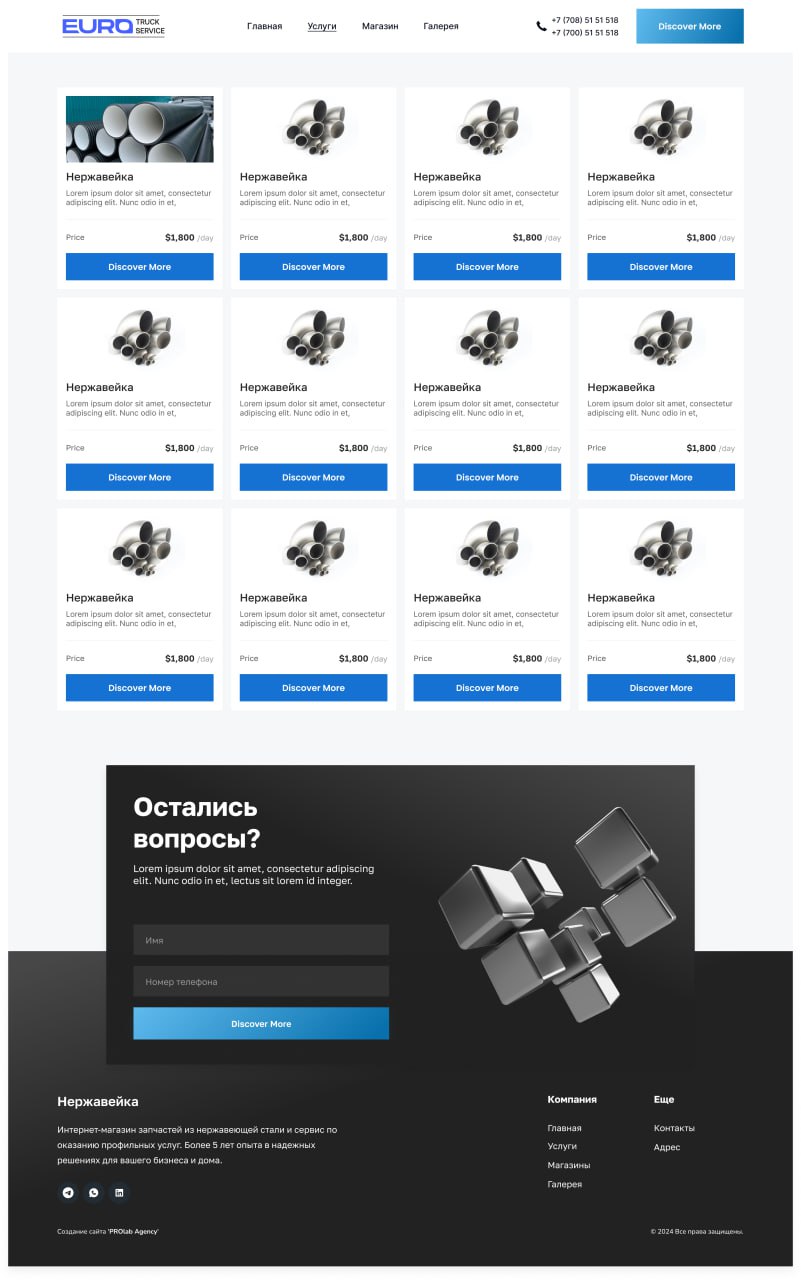 EURO TRUCK SERVICE
Главная Услуги Магазин Галерея
+7 (708) 51 51 518
+7 (700) 51 51 518
Discover More
Нержавейка Нержавейка Нержавейка Нержавейка
Lorem ipsum dolor sit amet, consectetur Lorem ipsum dolor sit amet, consectetur Lorem ipsum dolor sit amet, consectetur Lorem ipsum dolor sit amet, consectetur
adipiscing elit. Nunc odio in et, adipiscing elit. Nunc odio in et, adipiscing elit. Nunc odio in et, adipiscing elit. Nunc odio in et,
Price $1,800 /day Price $1,800 /day Price $1,800 /day Price $1,800 /day
Discover More Discover More Discover More Discover More
Нержавейка Нержавейка Нержавейка Нержавейка
Lorem ipsum dolor sit amet, consectetur Lorem ipsum dolor sit amet, consectetur Lorem ipsum dolor sit amet, consectetur Lorem ipsum dolor sit amet, consectetur
adipiscing elit. Nunc odio in et, adipiscing elit. Nunc odio in et, adipiscing elit. Nunc odio in et, adipiscing elit. Nunc odio in et,
Price $1,800 /day Price $1,800 /day Price $1,800 /day Price $1,800 /day
Discover More Discover More Discover More Discover More
Нержавейка Нержавейка Нержавейка Нержавейка
Lorem ipsum dolor sit amet, consectetur Lorem ipsum dolor sit amet, consectetur Lorem ipsum dolor sit amet, consectetur Lorem ipsum dolor sit amet, consectetur
adipiscing elit. Nunc odio in et, adipiscing elit. Nunc odio in et, adipiscing elit. Nunc odio in et, adipiscing elit. Nunc odio in et,
Price $1,800 /day Price $1,800 /day Price $1,800 /day Price $1,800 /day
Discover More Discover More Discover More Discover More
Остались
вопросы?
Lorem ipsum dolor sit amet, consectetur adipiscing
elit. Nunc odio in et, lectus sit lorem id integer.
Имя
Номер телефона
Discover More
Нержавейка
Интернет-магазин запчастей из нержавеющей стали и сервис по
оказанию профильных услуг. Более 5 лет опыта в надежных
решениях для вашего бизнеса и дома.
Компания
Главная
Услуги
Магазины
Галерея
Еще
Контакты
Адрес
Создание сайта 'PROlab Agency'
© 2024 Все права защищены.